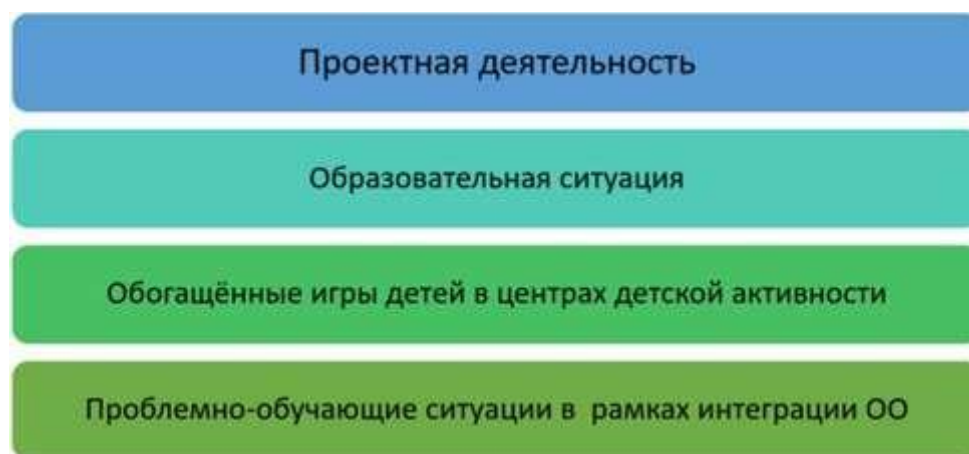 Проектная деятельность
Образовательная ситуация
Обогащённые игры детей в центрах детской активности
Проблемно-обучающие ситуации в рамках интеграции ОО